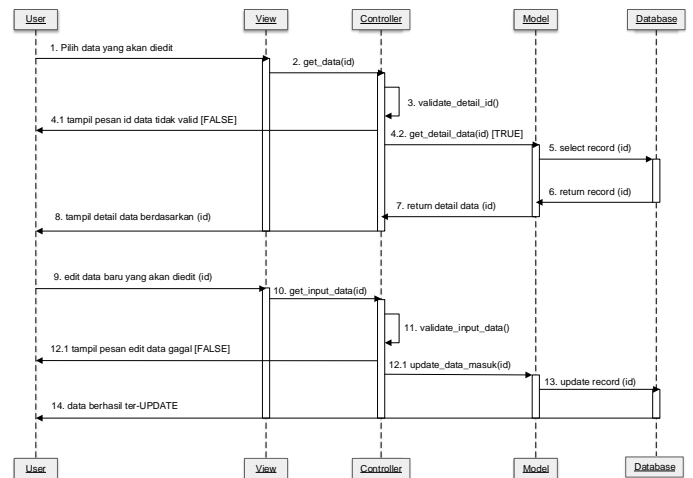 User
View
Controller
Model
Database
1. Pilih data yang akan diedit
2. get_data(id)
3. validate_detail_id()
4.1 tampil pesan id data tidak valid [FALSE]
4.2. get_detail_data(id) [TRUE]
5. select record (id)
6. return record (id)
7. return detail data (id)
8. tampil detail data berdasarkan (id)
9. edit data baru yang akan diedit (id)
10. get_input_data(id)
11. validate_input_data()
12.1 tampil pesan edit data gagal [FALSE]
12.1 update_data_masuk(id)
13. update record (id)
14. data berhasil ter-UPDATE
User
View
Controller
Model
Database